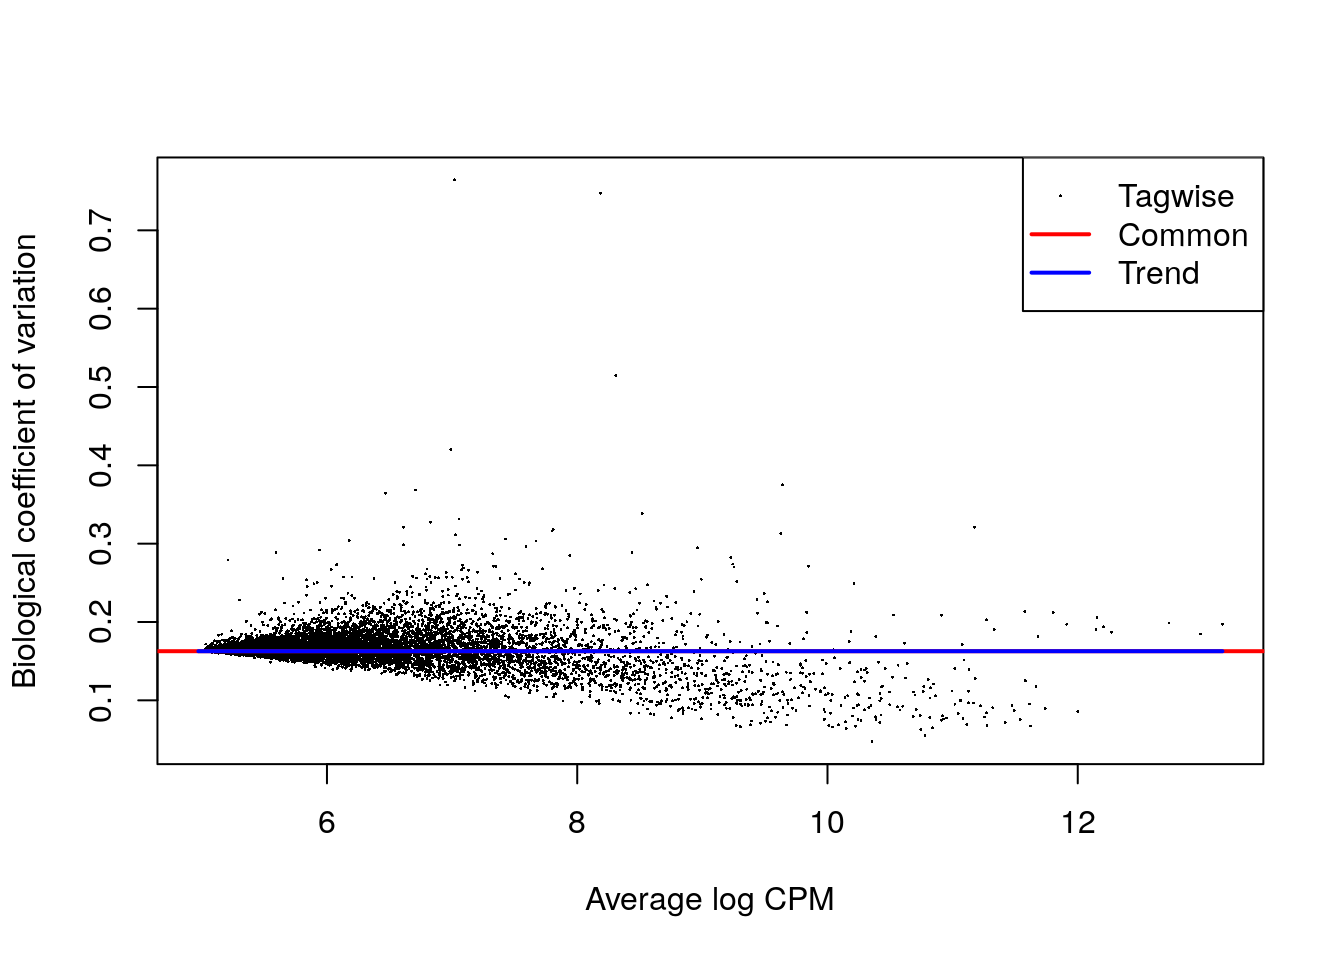 Tagwise
Common
Trend
Biological coefficient of variation
0.7
0.6
0.5
0.4
0.3
0.2
0.1
6 8 10 12
Average log CPM